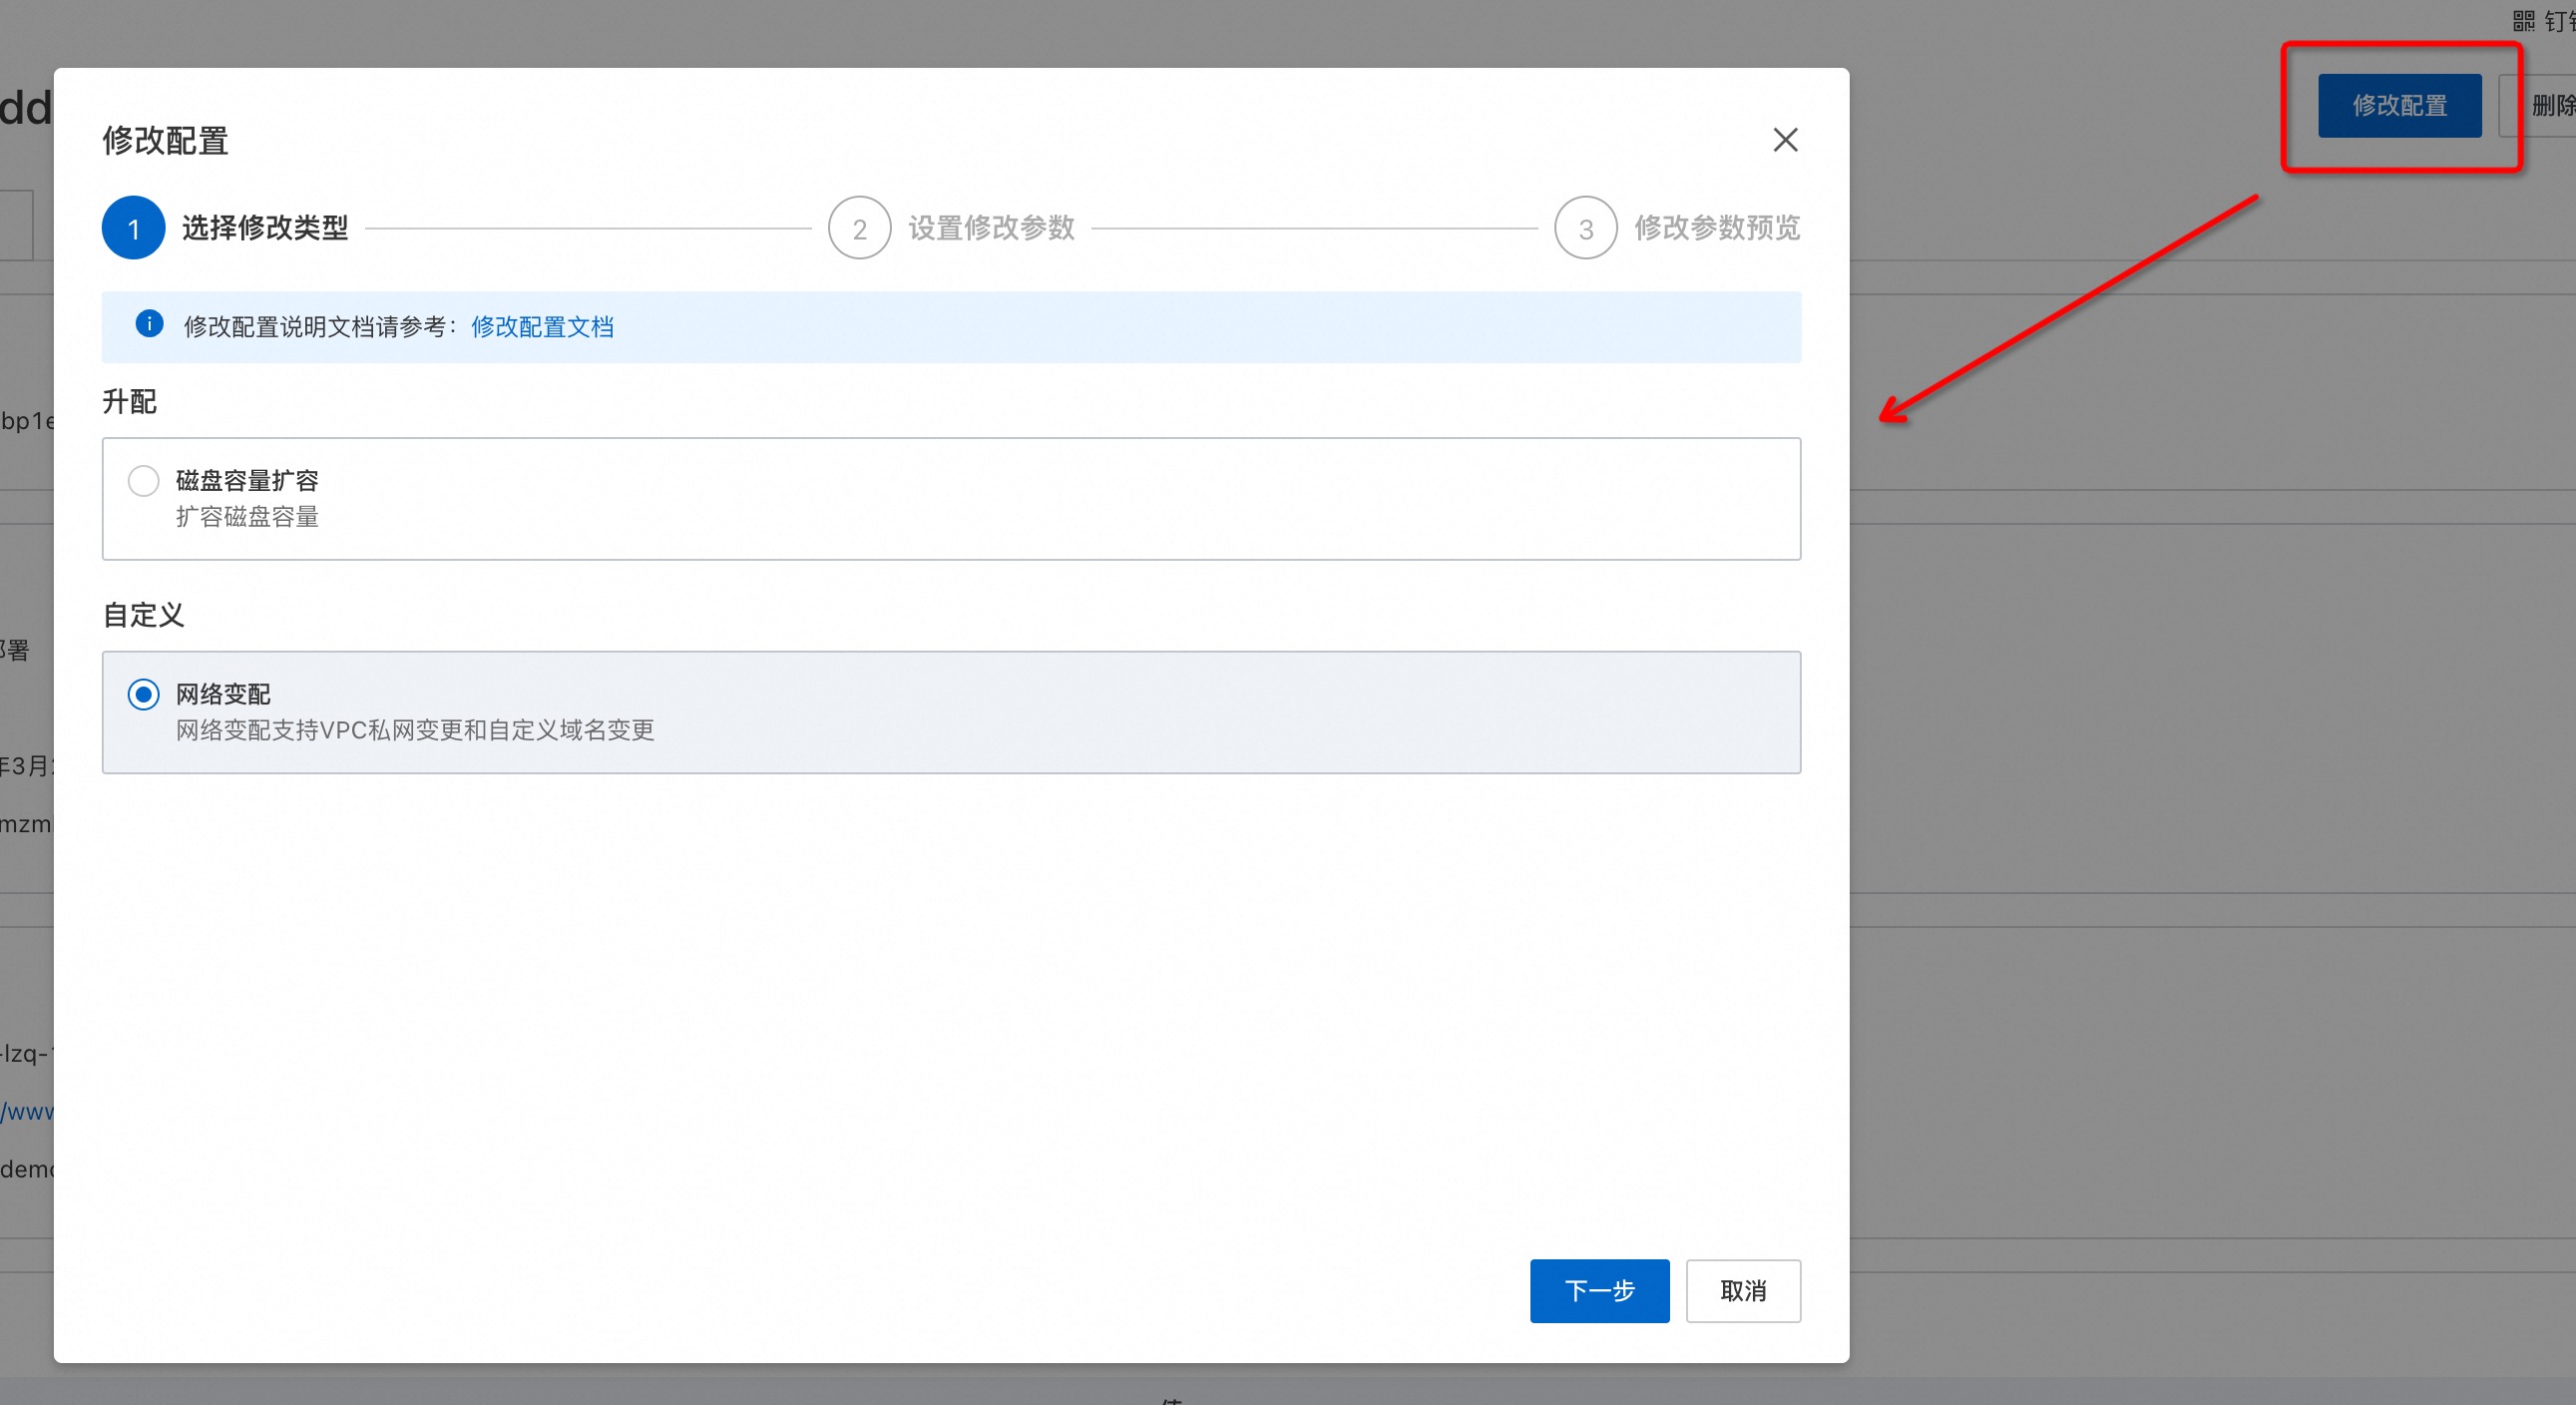 修改配置
删除
dd
修改配置
1 选择修改类型
2 设置修改参数
3 修改参数预览
修改配置说明文档请参考：修改配置文档
升配
bp1e
磁盘容量扩容
扩容磁盘容量
自定义
署
网络变配
网络变配支持VPC私网变更和自定义域名变更
年3月
mzm
-lzq-
/www
demo
下一步
取消